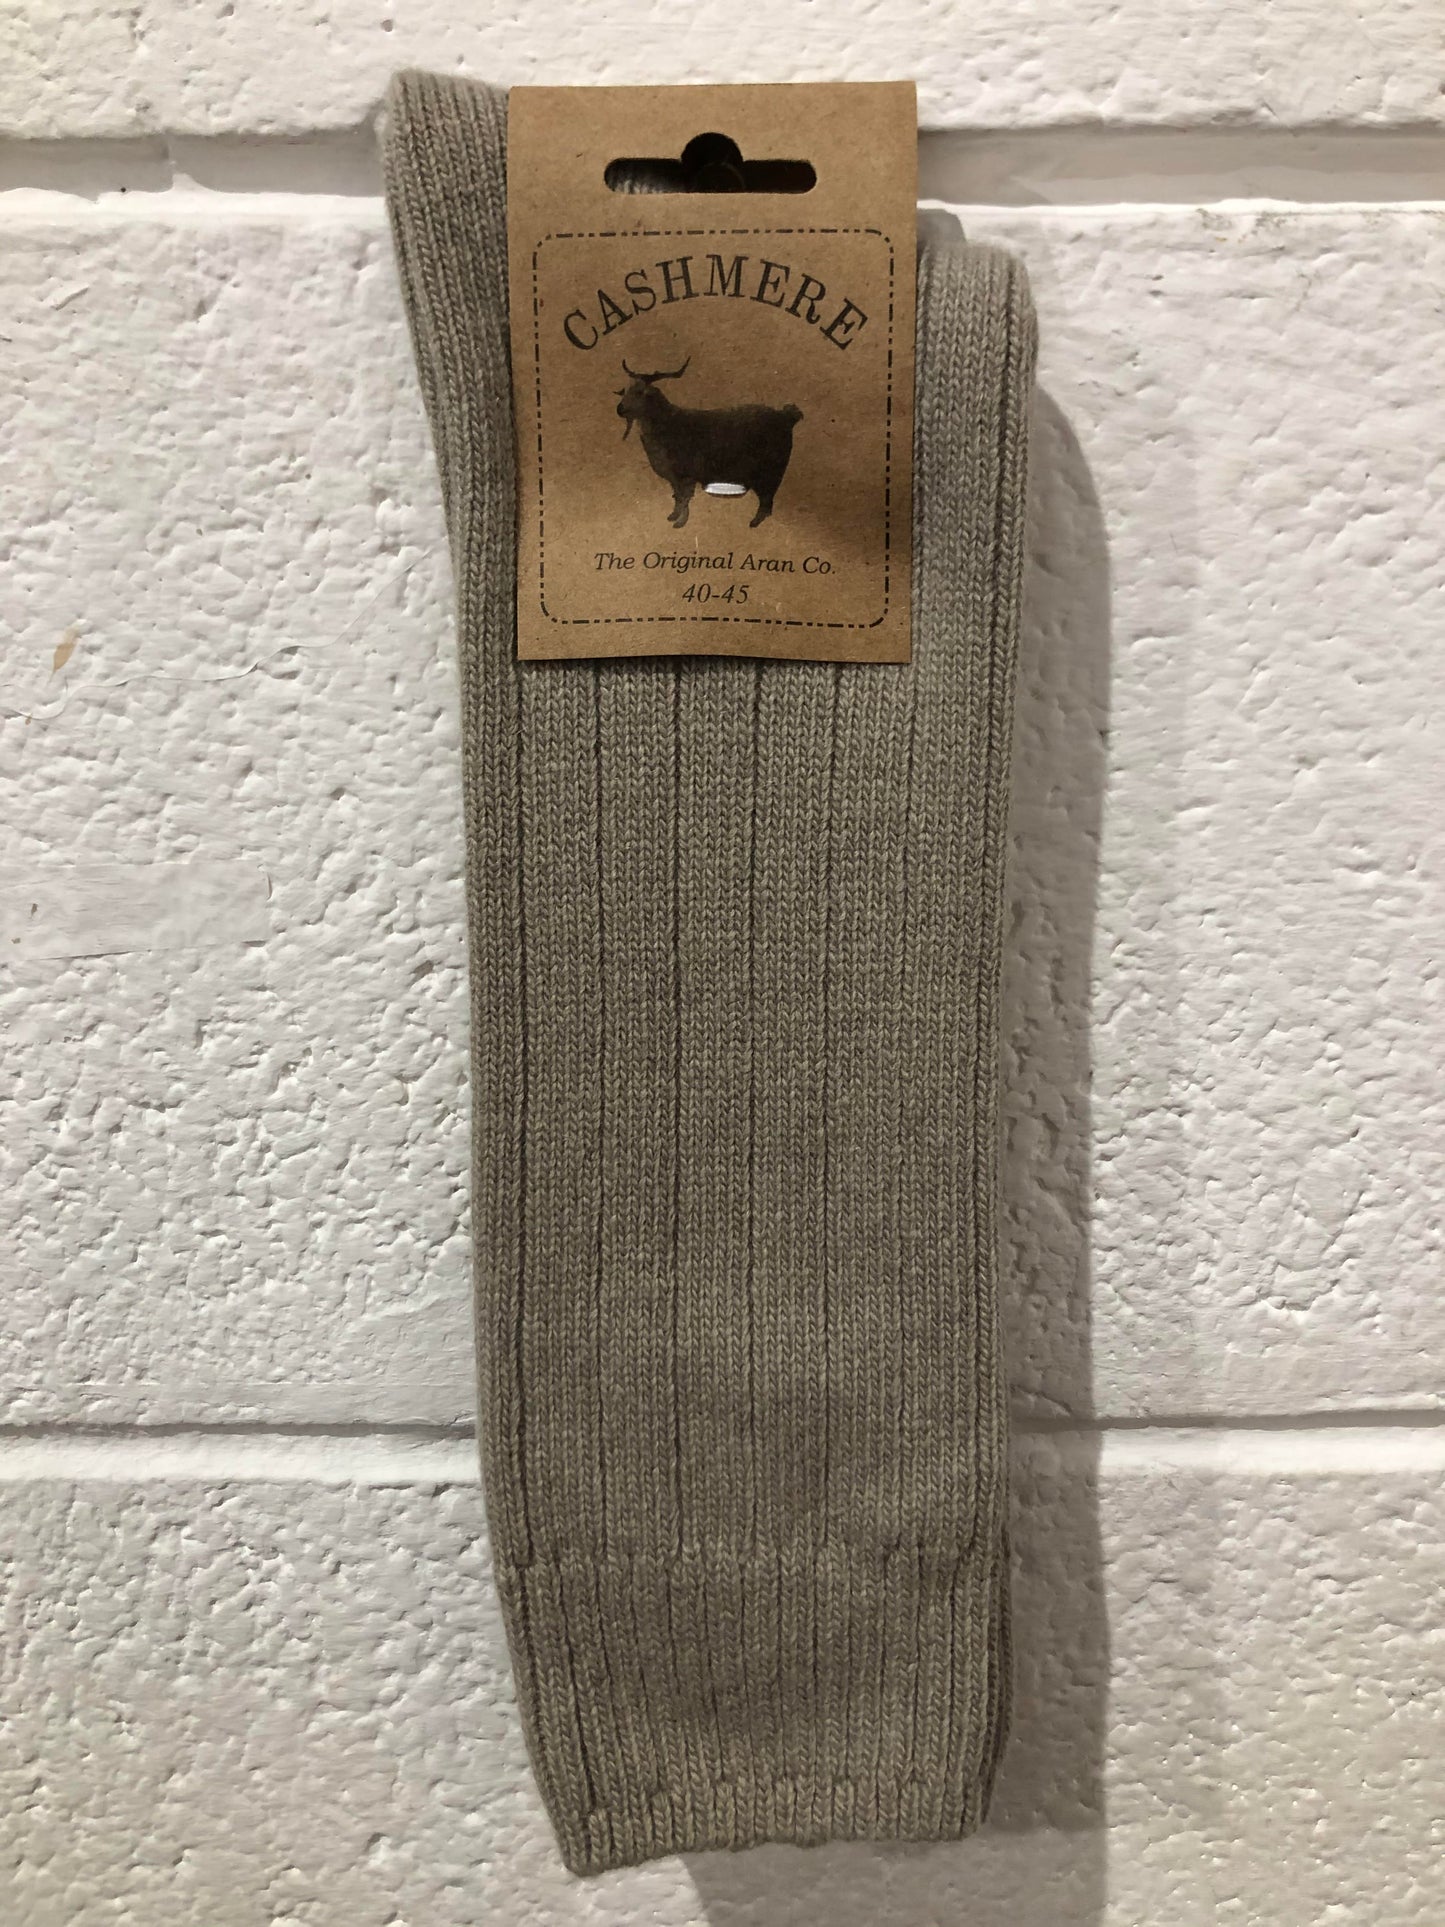 CASHMERE
The Original Aran Co.
40-45